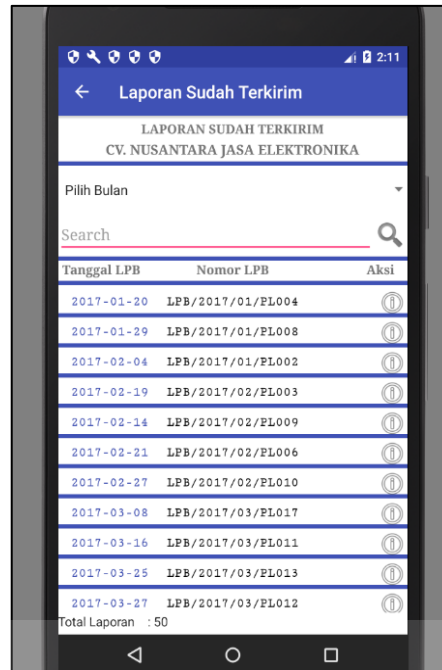 2:11
Laporan Sudah Terkirim
LAPORAN SUDAH TERKIRIM
CV. NUSANTARA JASA ELEKTRONIKA
Pilih Bulan
Search
Tanggal LPB Nomor LPB Aksi
2017-01-20 LPB/2017/01/PL004
2017-01-29 LPB/2017/01/PL008
2017-02-04 LPB/2017/01/PL002
2017-02-19 LPB/2017/02/PL003
2017-02-14 LPB/2017/02/PL009
2017-02-21 LPB/2017/02/PL006
2017-02-27 LPB/2017/02/PL010
2017-03-08 LPB/2017/03/PL017
2017-03-16 LPB/2017/03/PL011
2017-03-25 LPB/2017/03/PL013
2017-03-27 LPB/2017/03/PL012
Total Laporan : 50